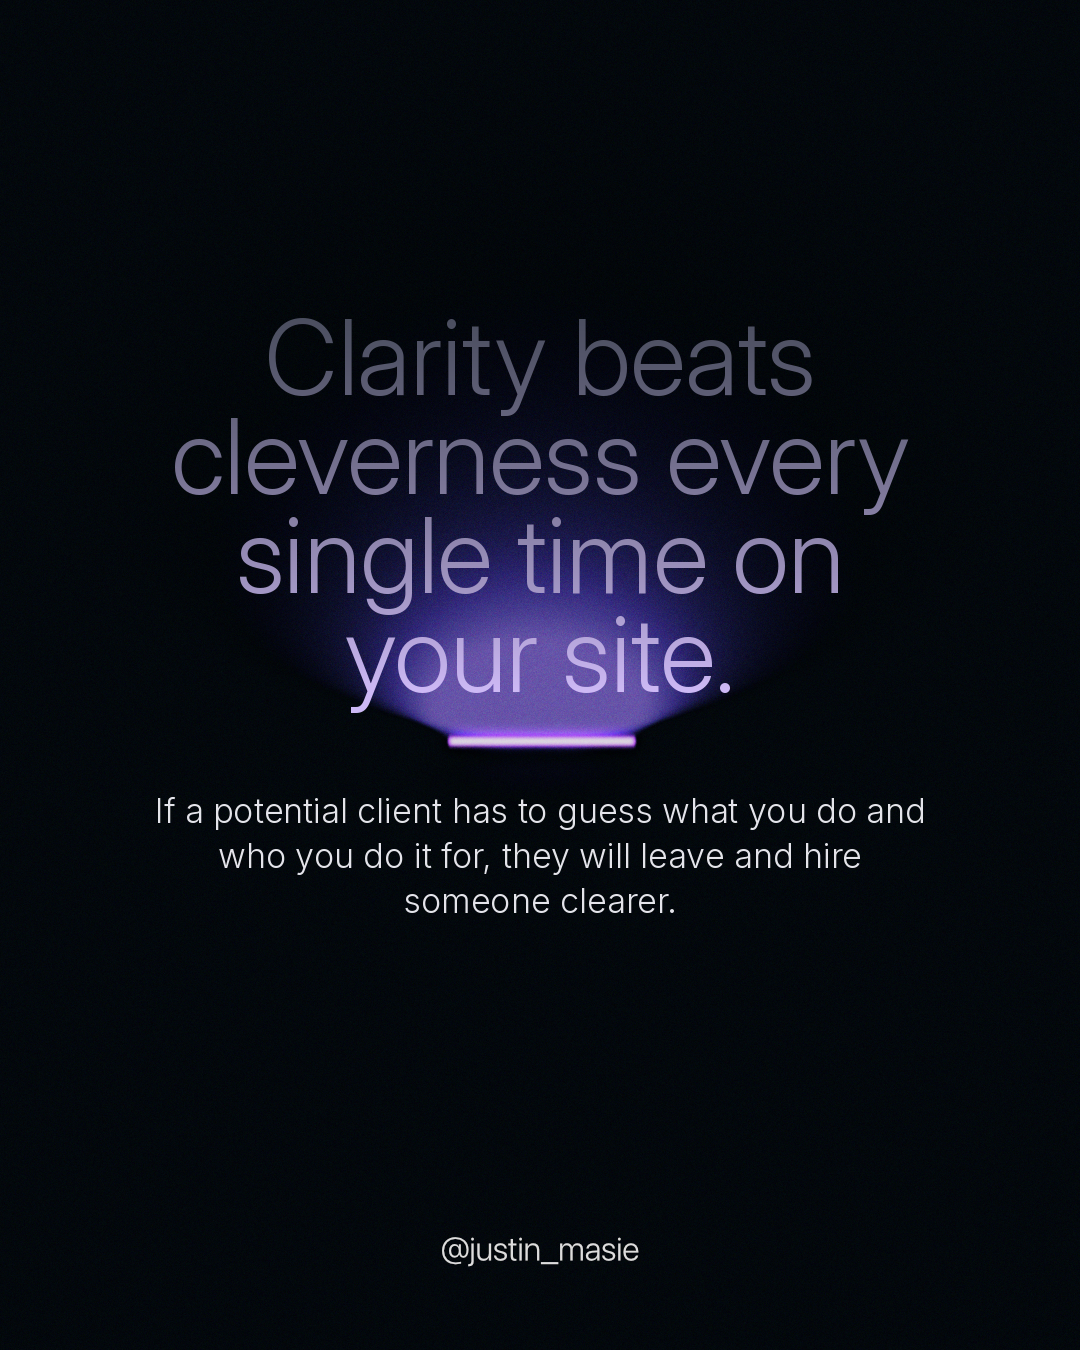 Clarity beats
cleverness every
single time on
your site.
If a potential client has to guess what you do and
who you do it for, they will leave and hire
someone clearer.
@justin_masie